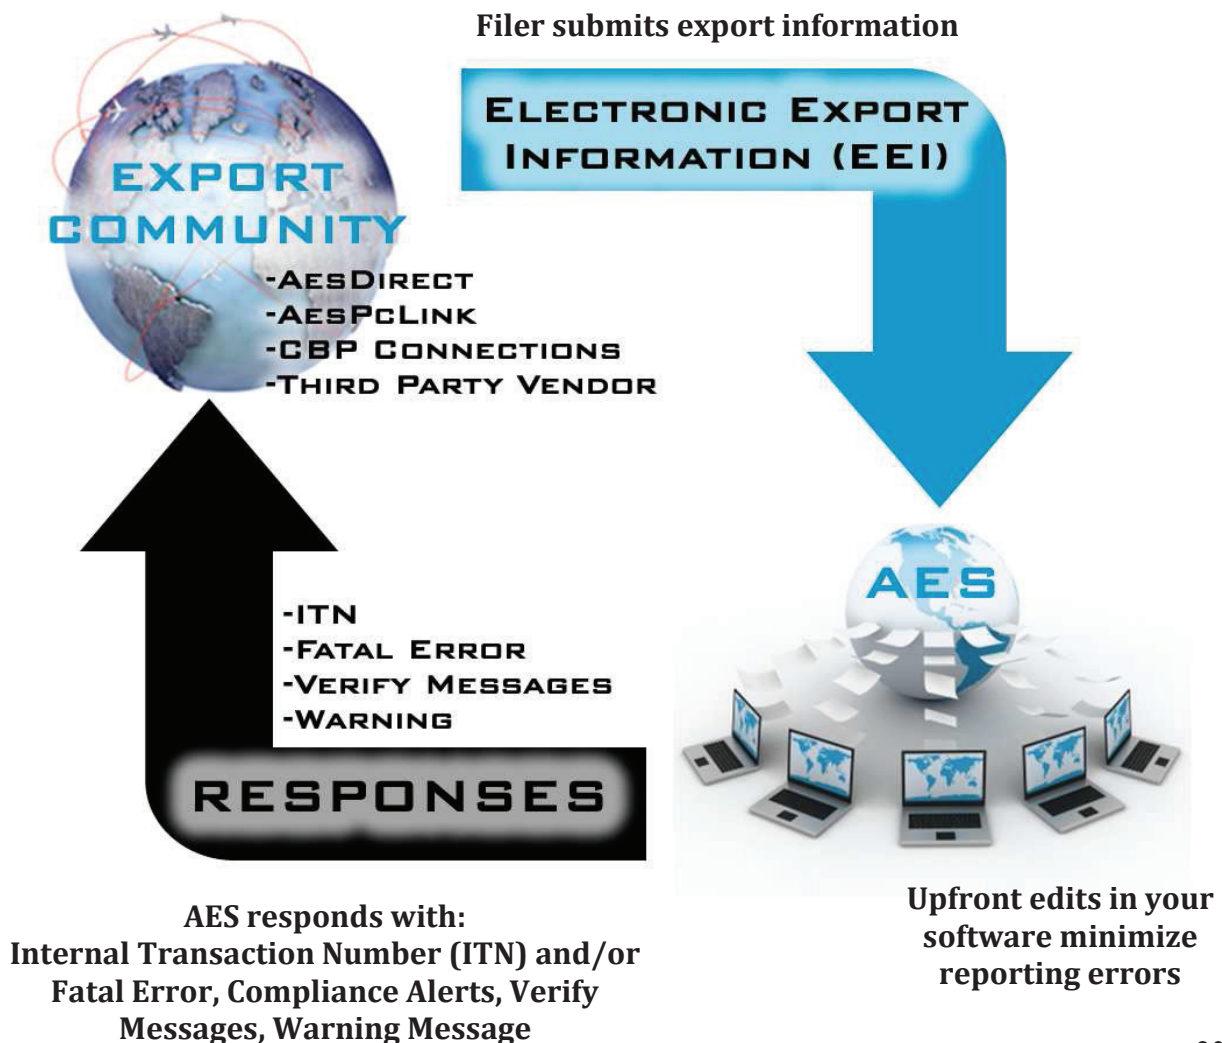 Filer submits export information
ELECTRONIC EXPORT
INFORMATION (EEI)
EXPORT
COMMUNITY
-AESDIRECT
-AESPCLINK
-CBP CONNECTIONS
-THIRD PARTY VENDOR
AES
-ITN
-FATAL ERROR
-VERIFY MESSAGES
-WARNING
RESPONSES
AES responds with:
Internal Transaction Number (ITN) and/or
Fatal Error, Compliance Alerts, Verify
Messages, Warning Message
Upfront edits in your
software minimize
reporting errors